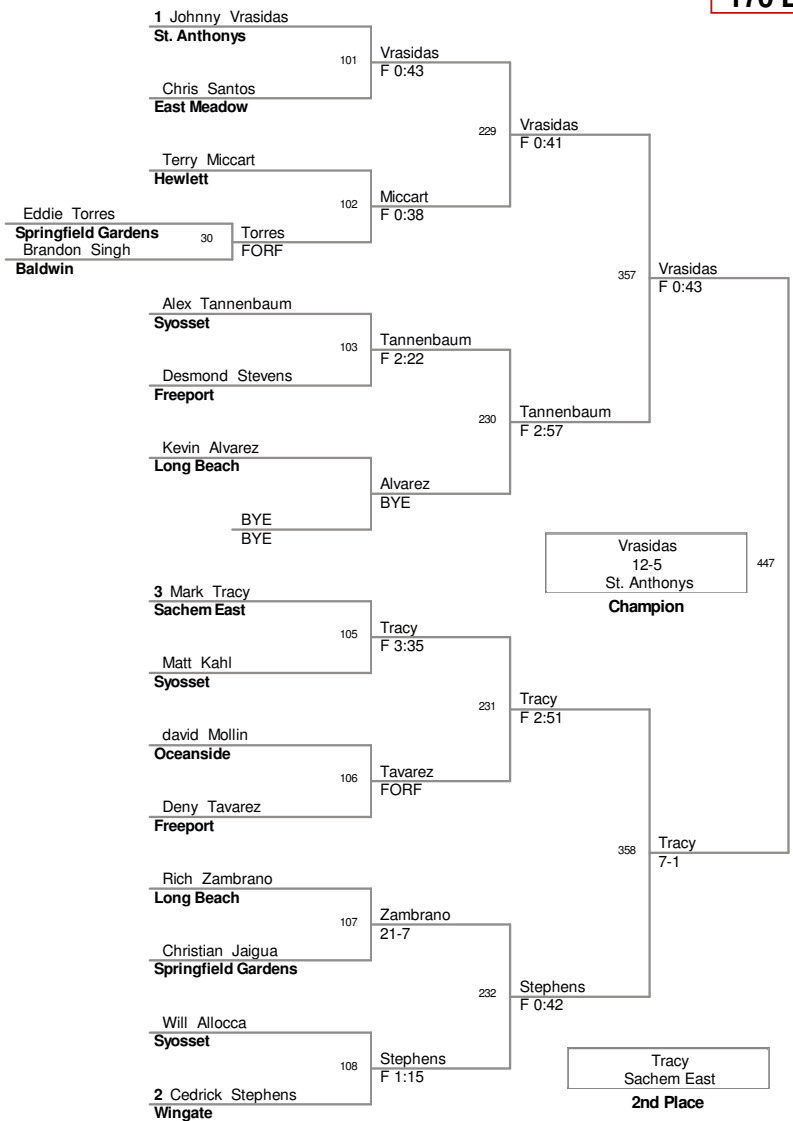 1 Johnny Vrasidas
St. Anthonys
101
Vrasidas
F 0:43
Chris Santos
East Meadow
229
Vrasidas
F 0:41
Terry Miccart
Hewlett
102
Miccart
F 0:38
Eddie Torres
Springfield Gardens
30
Torres
FORF
Brandon Singh
Baldwin
357
Vrasidas
F 0:43
Alex Tannenbaum
Syosset
103
Tannenbaum
F 2:22
Desmond Stevens
Freeport
230
Tannenbaum
F 2:57
Kevin Alvarez
Long Beach
Alvarez
BYE
BYE
BYE
Vrasidas
12-5
St. Anthonys
447
Champion
3 Mark Tracy
Sachem East
105
Tracy
F 3:35
Matt Kahl
Syosset
231
Tracy
F 2:51
david Mollin
Oceanside
106
Tavarez
FORF
Deny Tavarez
Freeport
358
Tracy
7-1
Rich Zambrano
Long Beach
107
Zambrano
21-7
Christian Jaigua
Springfield Gardens
232
Stephens
F 0:42
Will Allocca
Syosset
108
Stephens
F 1:15
2 Cedrick Stephens
Wingate
Tracy
Sachem East
2nd Place